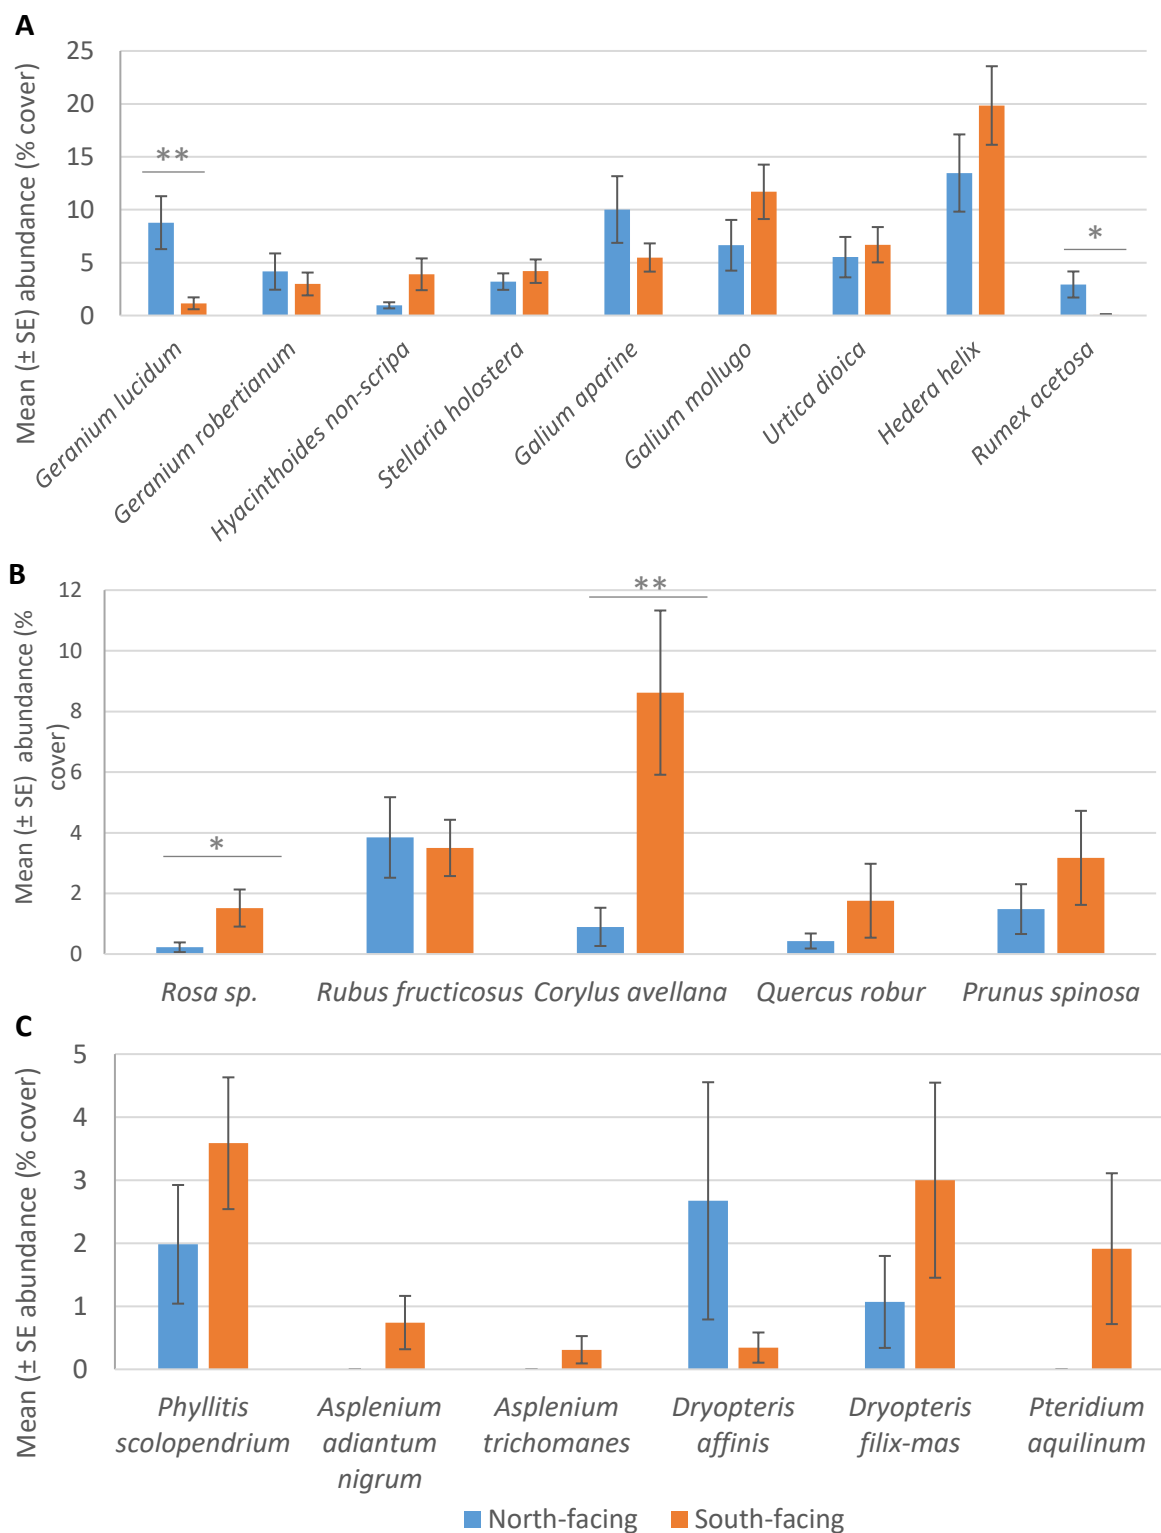 A
Mean (± SE) abundance (% cover)
25
20
15
10
5
0
**
*
Geranium lucidum
Geranium robertianum
Hyacinthoides non-scripa
Stellaria holostera
Galium aparine
Galium mollugo
Urtica dioica
Hedera helix
Rumex acetosa
B
Mean (± SE) abundance (%
cover)
12
10
8
6
4
2
0
*
**
Rosa sp.
Rubus fructicosus
Corylus avellana
Quercus robur
Prunus spinosa
C
Mean (± SE abundance (% cover)
5
4
3
2
1
0
Phyllitis
scolopendrium
Asplenium
adiantum
nigrum
Asplenium
trichomanes
Dryopteris
affinis
Dryopteris
filix-mas
Pteridium
aquilinum
North-facing
South-facing